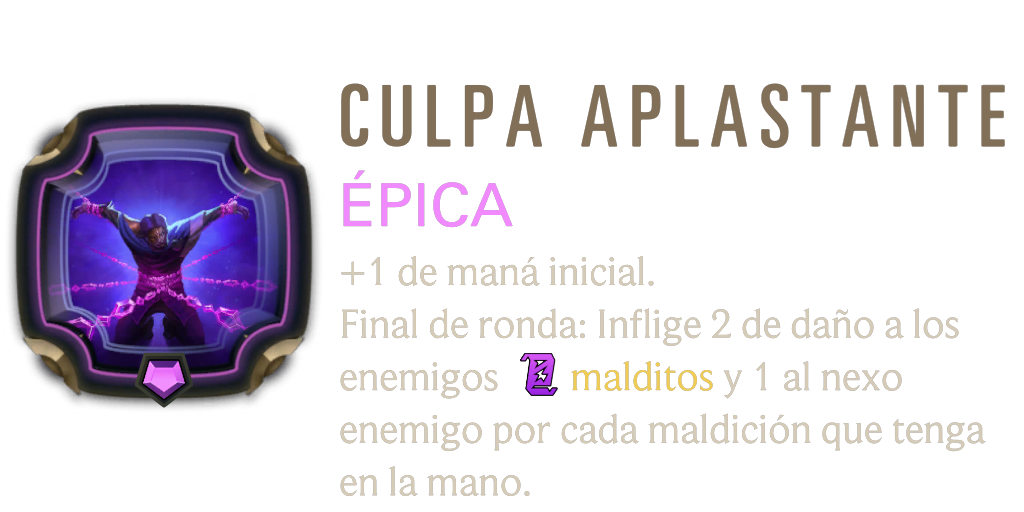 CULPA APLASTANTE
ÉPICA
+1 de maná inicial.
Final de ronda: Inflige 2 de daño a los
enemigos malditos y 1 al nexo
enemigo por cada maldición que tenga
en la mano.